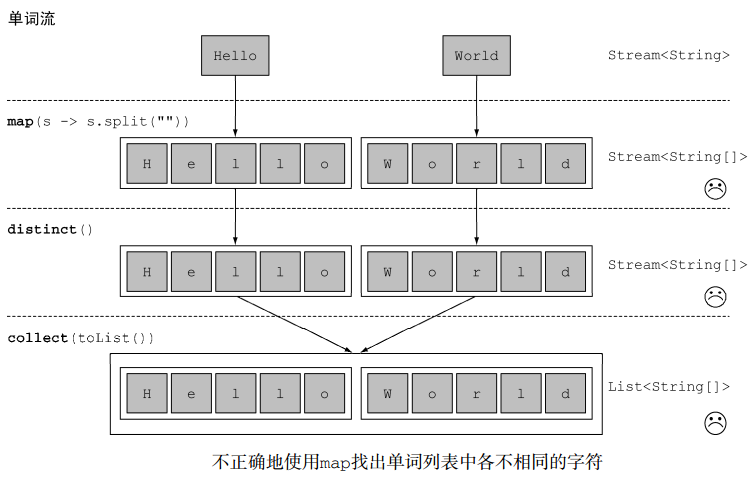 单词流
Hello World Stream<String>
map(s -> s.split(""))
H e l l o W o r l d Stream<String[]>
distinct()
H e l l o W o r l d Stream<String[]>
collect(toList())
H e l l o W o r l d List<String[]>
不正确地使用map找出单词列表中各不相同的字符